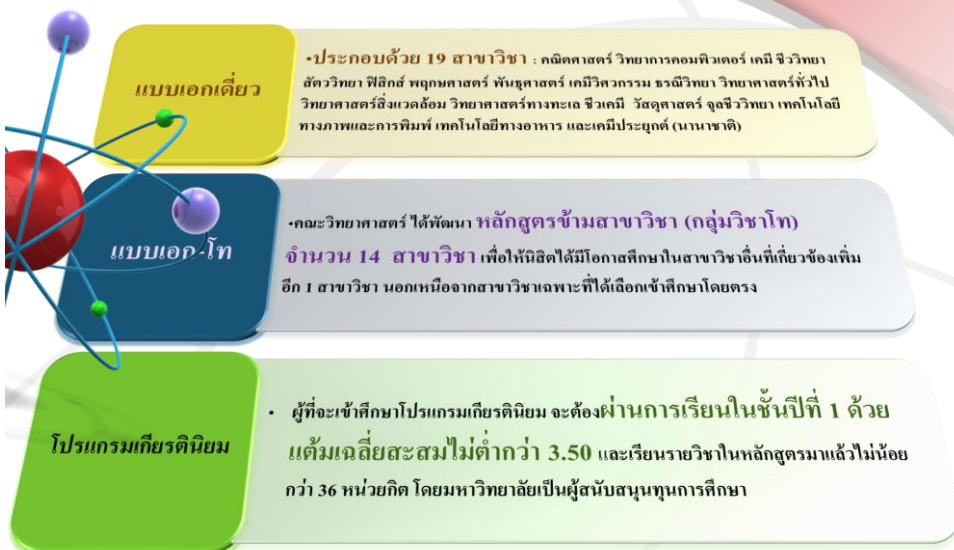 แบบเอกเดี่ยว
•ประกอบด้วย 19 สาขาวิชา : คณิตศาสตร์ วิทยาการคอมพิวเตอร์ เคมี ชีววิทยา
สัตววิทยา ฟิสิกส์ พฤกษศาสตร์ พันธุศาสตร์ เคมีวิศวกรรม ธรณีวิทยา วิทยาศาสตร์ทั่วไป
วิทยาศาสตร์สิ่งแวดล้อม วิทยาศาสตร์ทางทะเล ชีวเคมี วัสดุศาสตร์ จุลชีววิทยา เทคโนโลยี
ทางภาพและการพิมพ์ เทคโนโลยีทางอาหาร และเคมีประยุกต์ (นานาชาติ)
แบบเอก-โท
•คณะวิทยาศาสตร์ ได้พัฒนา หลักสูตรข้ามสาขาวิชา (กลุ่มวิชาโท)
จำนวน 14 สาขาวิชา เพื่อให้นิสิตได้มีโอกาสศึกษาในสาขาวิชาอื่นที่เกี่ยวข้องเพิ่ม
อีก 1 สาขาวิชา นอกเหนือจากสาขาวิชาเฉพาะที่ได้เลือกเข้าศึกษาโดยตรง
โปรแกรมเกียรตินิยม
• ผู้ที่จะเข้าศึกษาโปรแกรมเกียรตินิยม จะต้องผ่านการเรียนในชั้นปีที่ 1 ด้วย
แต้มเฉลี่ยสะสมไม่ต่ำกว่า 3.50 และเรียนรายวิชาในหลักสูตรมาแล้วไม่น้อย
กว่า 36 หน่วยกิต โดยมหาวิทยาลัยเป็นผู้สนับสนุนทุนการศึกษา